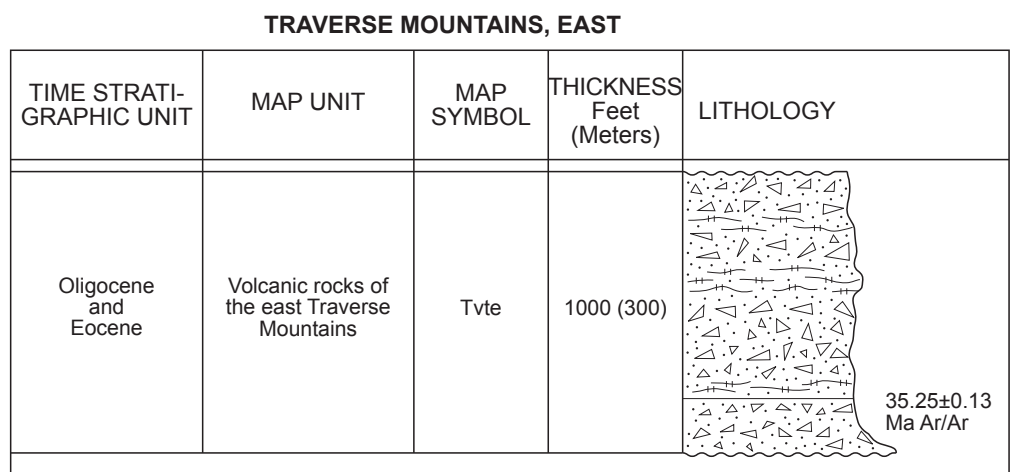 TRAVERSE MOUNTAINS, EAST
TIME STRATI-
GRAPHIC UNIT
MAP UNIT
MAP
SYMBOL
THICKNESS
Feet
(Meters)
LITHOLOGY
Oligocene
and
Eocene
Volcanic rocks of
the east Traverse
Mountains
Tvte
1000 (300)
35.25±0.13
Ma Ar/Ar